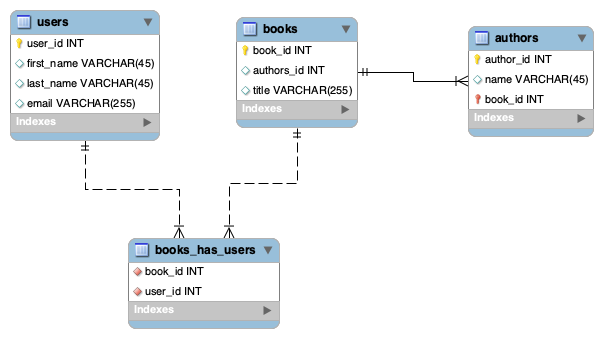 users
user_id INT
first_name VARCHAR(45)
last_name VARCHAR(45)
email VARCHAR(255)
Indexes
books
book_id INT
authors_id INT
title VARCHAR(255)
Indexes
authors
author_id INT
name VARCHAR(45)
book_id INT
Indexes
books_has_users
book_id INT
user_id INT
Indexes